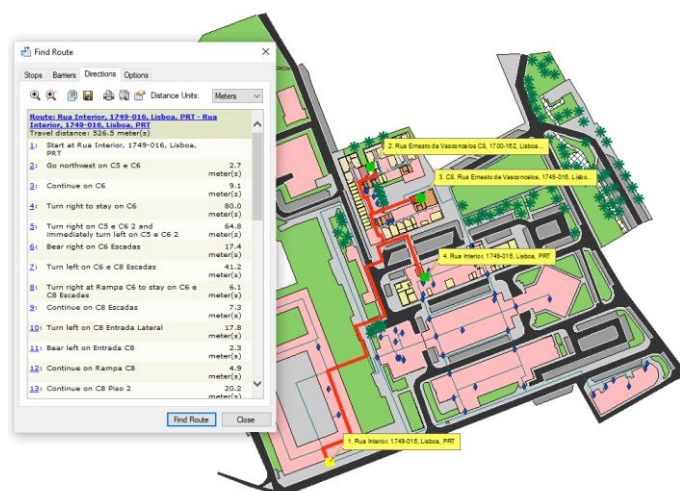 Find Route
Stops
Barriers
Directions
Options
Distance Units:
Meters
Route: Rua Interior, 1749-016, Lisboa, PRT - Rua
Interior, 1749-016, Lisboa, PRT
Travel distance: 526.5 meter(s)
1: Start at Rua Interior, 1749-016, Lisboa,
PRT
2: Go northwest on C5 e C6 2.7
meter(s)
3: Continue on C6 9.1
meter(s)
4: Turn right to stay on C6 80.0
meter(s)
5: Turn right on C5 e C6 2 and 64.8
immediately turn left on C5 e C6 2 meter(s)
6: Bear right on C6 Escadas 17.4
meter(s)
7: Turn left on C6 e C8 Escadas 41.2
meter(s)
8: Turn right at Rampa C6 to stay on C6 e 6.1
C8 Escadas meter(s)
9: Continue on C8 Escadas 7.3
meter(s)
10: Turn left on C8 Entrada Lateral 17.8
meter(s)
11: Bear left on Entrada C8 2.3
meter(s)
12: Continue on Rampa C8 4.9
meter(s)
13: Continue on C8 Piso 2 20.2
meter(s)
Find Route
Close
2. Rua Ernesto de Vasconcelos C8, 1700-162, Lisboa...
3. C8, Rua Ernesto de Vasconcelos, 1749-016, Lisbo...
4. Rua Interior, 1749-016, Lisboa, PRT
1. Rua Interior, 1749-016, Lisboa, PRT